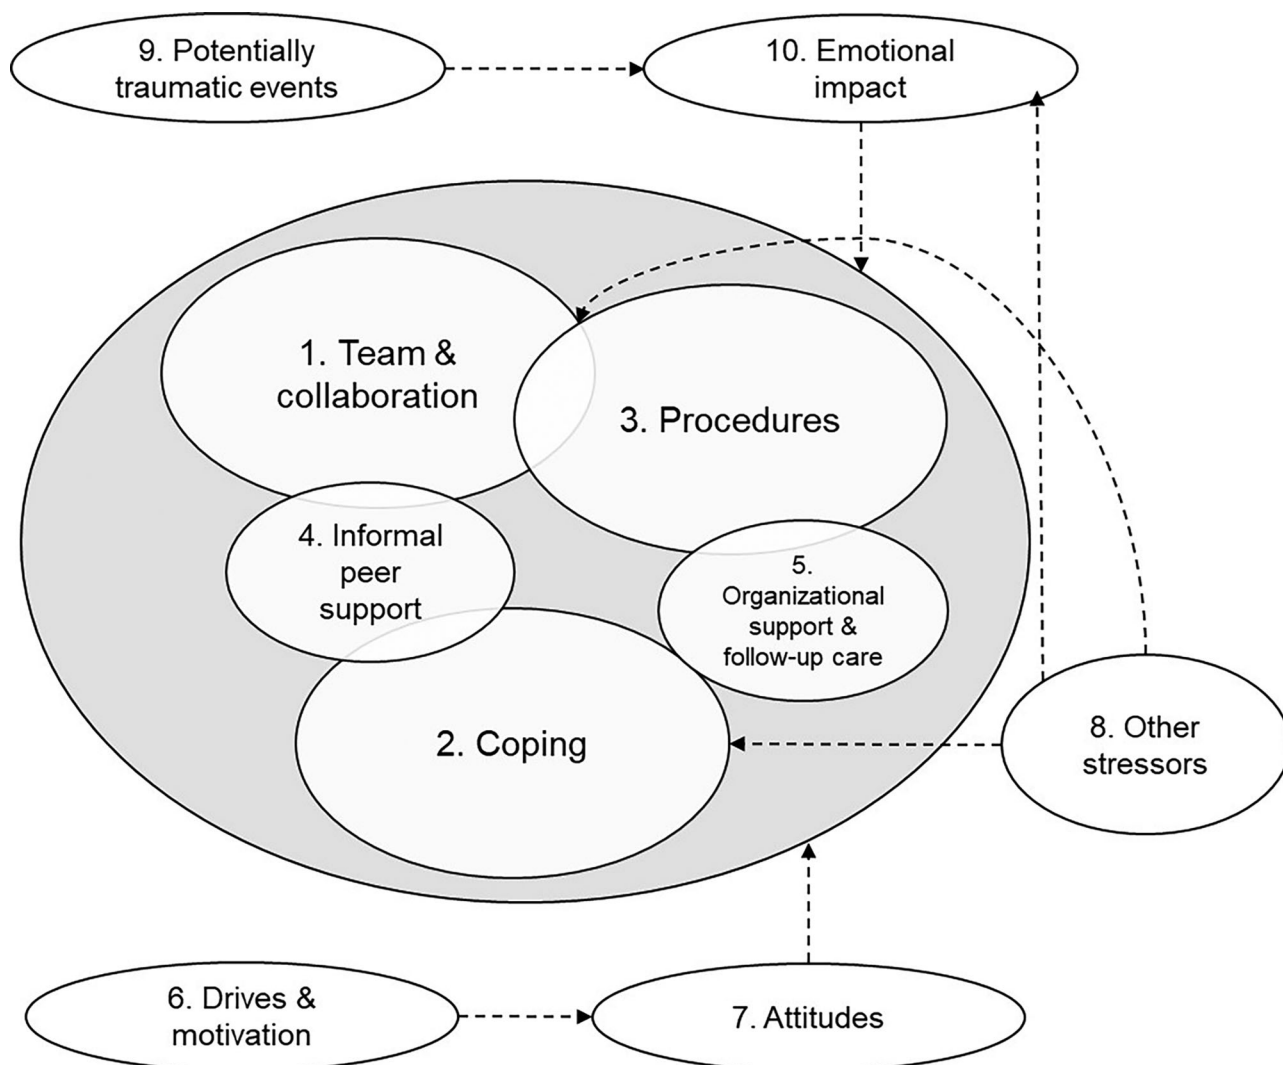 9. Potentially
traumatic events
10. Emotional
impact
1. Team &
collaboration
3. Procedures
4. Informal
peer
support
5.
Organizational
support &
follow-up care
2. Coping
8. Other
stressors
6. Drives &
motivation
7. Attitudes